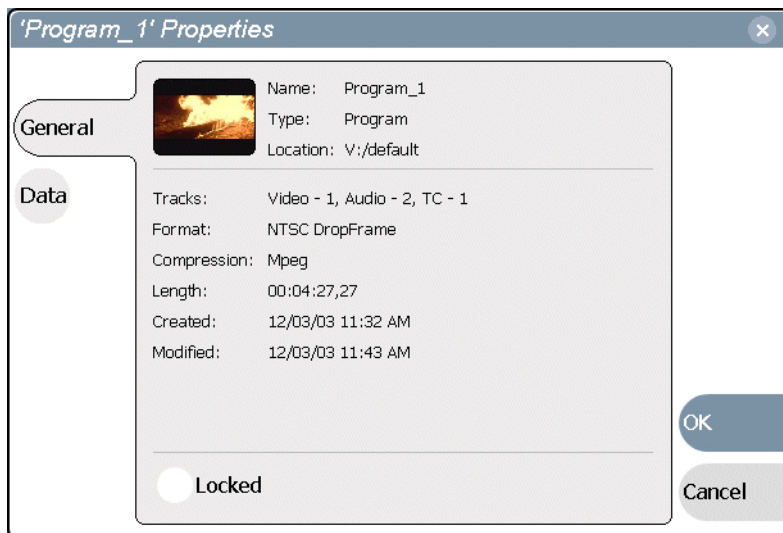 'Program_1' Properties
General
Data
Name: Program_1
Type: Program
Location: V:/default
Tracks: Video - 1, Audio - 2, TC - 1
Format: NTSC DropFrame
Compression: Mpeg
Length: 00:04:27,27
Created: 12/03/03 11:32 AM
Modified: 12/03/03 11:43 AM
Locked
OK
Cancel